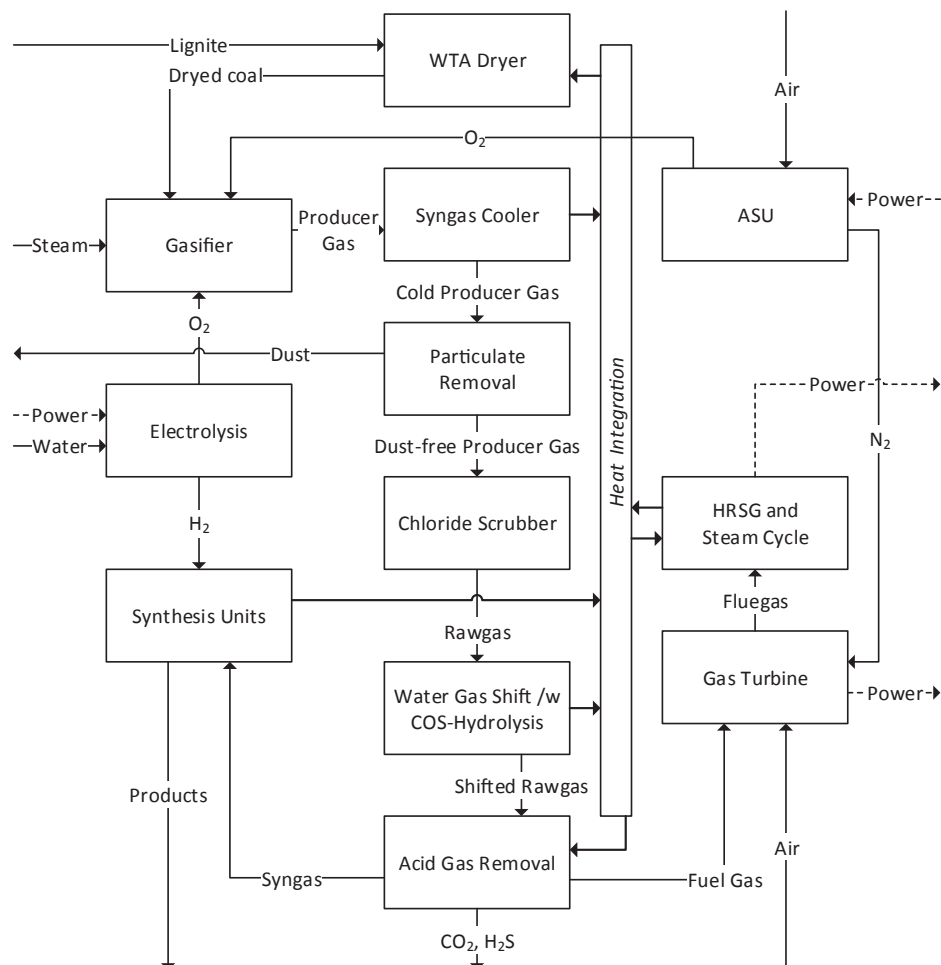 Lignite
WTA Dryer
Dryed coal
Air
O₂
Producer
Gas
Syngas Cooler
ASU
Power
Steam
Gasifier
Cold Producer Gas
O₂
Dust
Particulate
Removal
Heat Integration
Power
Power
Water
Electrolysis
Dust-free Producer Gas
N₂
H₂
Chloride Scrubber
HRSG and
Steam Cycle
Synthesis Units
Rawgas
Fluegas
Water Gas Shift /w
COS-Hydrolysis
Gas Turbine
Power
Products
Shifted Rawgas
Acid Gas Removal
Air
Syngas
Fuel Gas
CO₂, H₂S